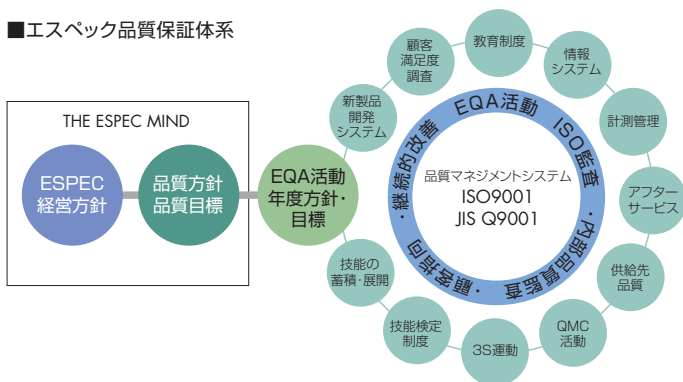 ■エスペック品質保証体系
THE ESPEC MIND
ESPEC
経営方針
品質方針
品質目標
EQA活動
年度方針・
目標
新製品
開発
システム
顧客
満足度
調査
教育制度
情報
システム
計測管理
アフター
サービス
供給先
品質
QMC
活動
3S運動
技能検定
制度
技能の
蓄積・展開
・継続的改善 EQA活動 ISO監査 ・内部品質監査 ・顧客指向
品質マネジメントシステム
ISO9001
JIS Q9001